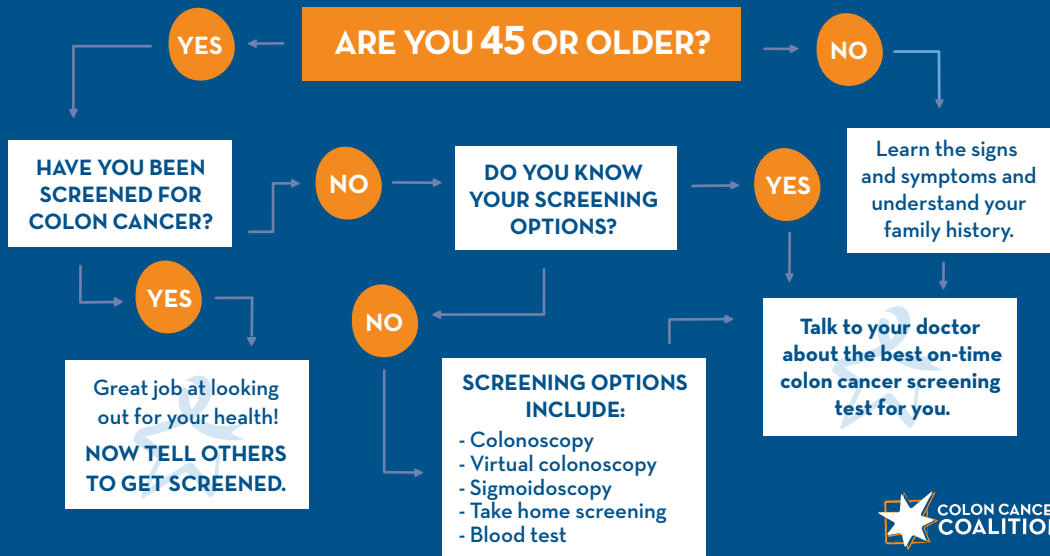 ARE YOU 45 OR OLDER?
YES
NO
HAVE YOU BEEN
SCREENED FOR
COLON CANCER?
NO
DO YOU KNOW
YOUR SCREENING
OPTIONS?
YES
Learn the signs
and symptoms and
understand your
family history.
YES
NO
Great job at looking
out for your health!
NOW TELL OTHERS
TO GET SCREENED.
SCREENING OPTIONS
INCLUDE:
- Colonoscopy
- Virtual colonoscopy
- Sigmoidoscopy
- Take home screening
- Blood test
Talk to your doctor
about the best on-time
colon cancer screening
test for you.
COLON CANCE
COALITION